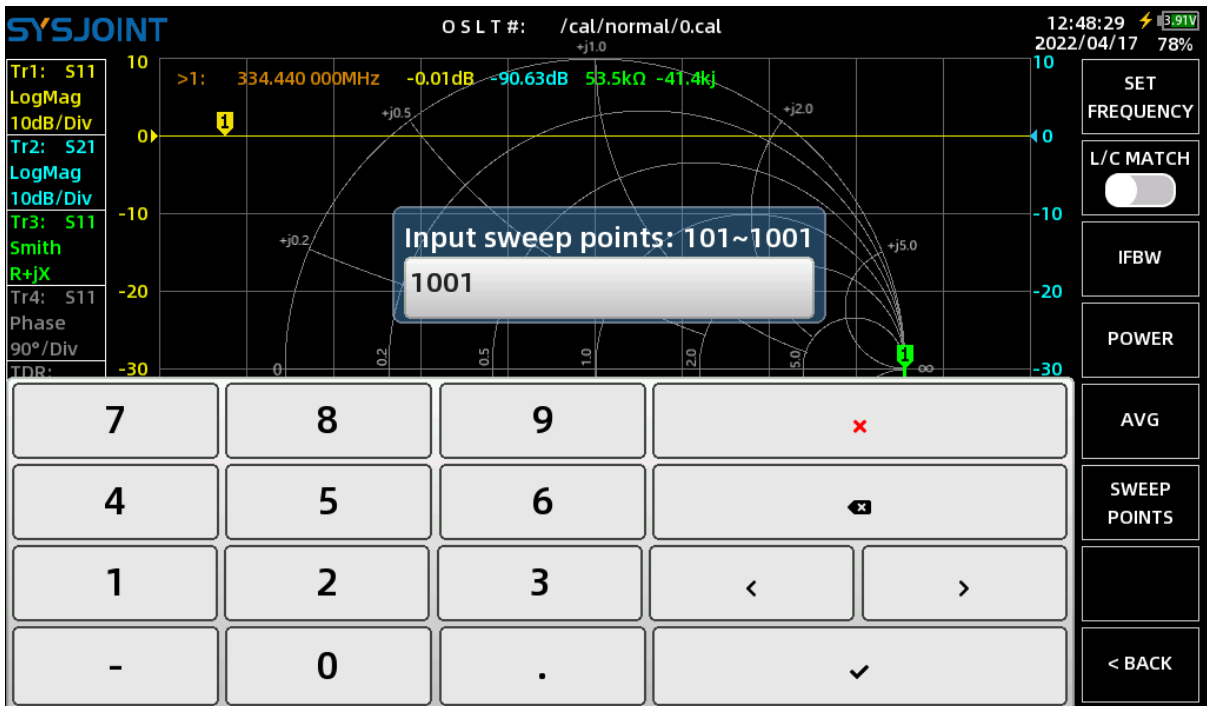 SYSJOINT
O S L T #: /cal/normal/0.cal
12:48:29 3.91V
2022/04/17 78%
Tr1: S11
LogMag
10dB/Div
Tr2: S21
LogMag
10dB/Div
Tr3: S11
Smith
R+jX
Tr4: S11
Phase
90°/Div
TDR:
10
0
-10
-20
-30
>1: 334.440 000MHz -0.01dB -90.63dB 53.5kΩ -41.4kj
1
+j1.0
+j0.5
+j2.0
+j0.2
+j5.0
0
0.2
0.5
1.0
2.0
5.0
1
∞
10
0
-10
-20
-30
Input sweep points: 101~1001
1001
SET
FREQUENCY
L/C MATCH
IFBW
POWER
AVG
SWEEP
POINTS
< BACK
7 8 9 ×
4 5 6
1 2 3 < >
- 0 . ✓